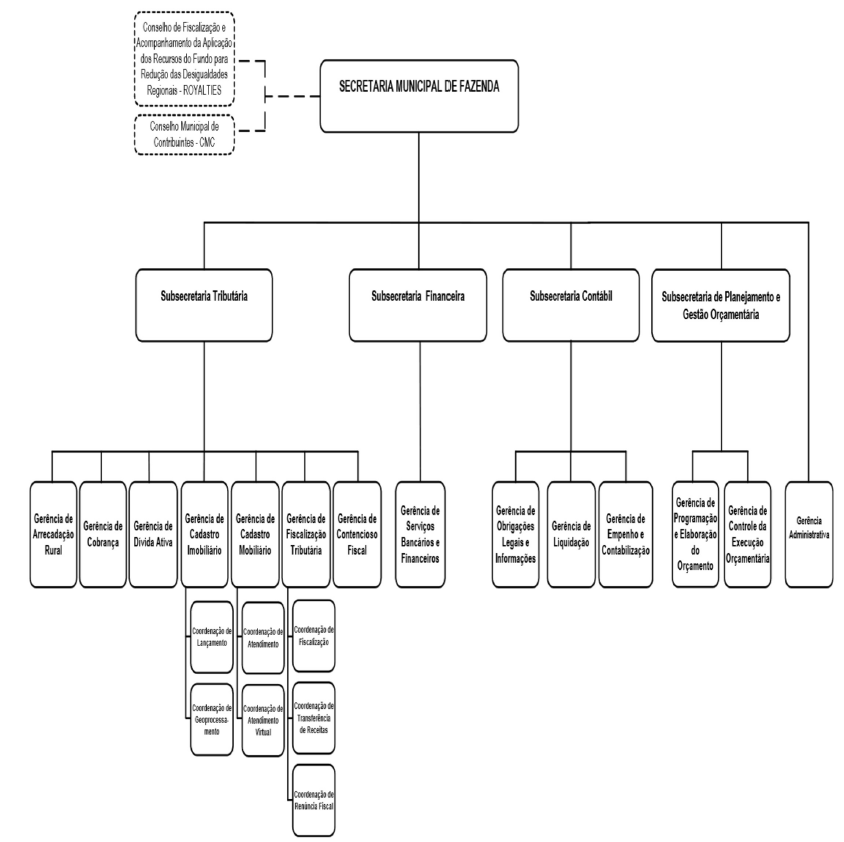 Conselho de Fiscalização e
Acompanhamento da Aplicação
dos Recursos do Fundo para
Redução das Desigualdades
Regionais - ROYALTIES
Conselho Municipal de
Contribuintes - CMC
SECRETARIA MUNICIPAL DE FAZENDA
Subsecretaria Tributária
Subsecretaria Financeira
Subsecretaria Contábil
Subsecretaria de Planejamento e
Gestão Orçamentária
Gerência de
Arrecadação
Rural
Gerência de
Cobrança
Gerência de
Divida Ativa
Gerência de
Cadastro
Imobiliário
Gerência de
Cadastro
Mobiliário
Gerência de
Fiscalização
Tributária
Gerência de
Contencioso
Fiscal
Gerência de
Serviços
Bancários e
Financeiros
Gerência de
Obrigações
Legais e
Informações
Gerência de
Liquidação
Gerência de
Empenho e
Contabilização
Gerência de
Programação
e Elaboração
do
Orçamento
Gerência de
Controle da
Execução
Orçamentária
Gerência
Administrativa
Coordenação de
Lançamento
Coordenação de
Geoprocessa-
mento
Coordenação de
Atendimento
Coordenação de
Atendimento
Virtual
Coordenação de
Fiscalização
Coordenação de
Transferência
de Receitas
Coordenação de
Renúncia Fiscal